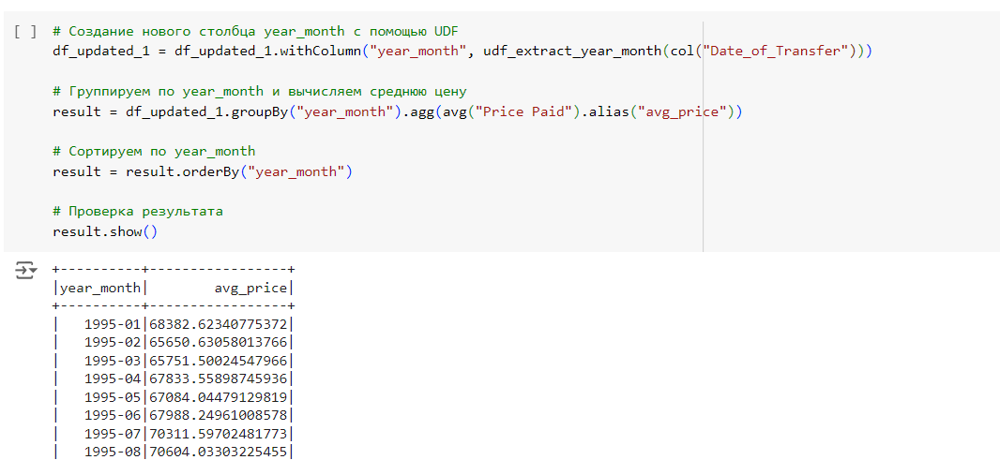 [ ]
# Создание нового столбца year_month с помощью UDF
df_updated_1 = df_updated_1.withColumn("year_month", udf_extract_year_month(col("Date_of_Transfer")))
# Группируем по year_month и вычисляем среднюю цену
result = df_updated_1.groupBy("year_month").agg(avg("Price Paid").alias("avg_price"))
# Сортируем по year_month
result = result.orderBy("year_month")
# Проверка результата
result.show()
+----------+-----------------+
|year_month|        avg_price|
+----------+-----------------+
|   1995-01|68382.62340775372|
|   1995-02|65650.63058013766|
|   1995-03|65751.50024547966|
|   1995-04|67833.55898745936|
|   1995-05|67084.04479129819|
|   1995-06|67988.24961008578|
|   1995-07|70311.59702481773|
|   1995-08|70604.03303225455|